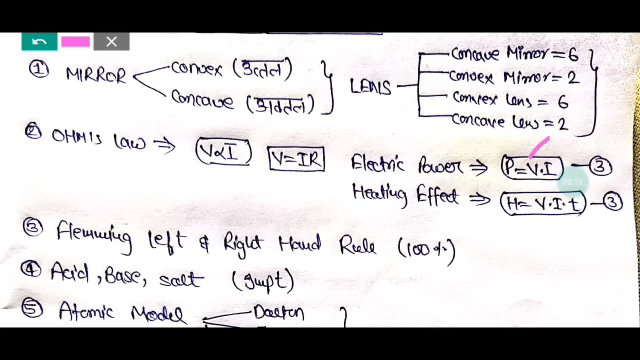 ① MIRROR
convex (उत्तल)
concave (अवतल)
LENS
Concave Mirror = 6
Convex Mirror = 2
Convex Lens = 6
Concave Lens = 2
② OHM's Law ⇒ V∝I V=IR
Electric Power ⇒ P=V·I — ③
Heating Effect ⇒ H= V·I·t — ③
③ Flemming left & Right Hand Rule (100%)
④ Acid, Base, salt (gmpt)
⑤ Atomic Model
Dalton